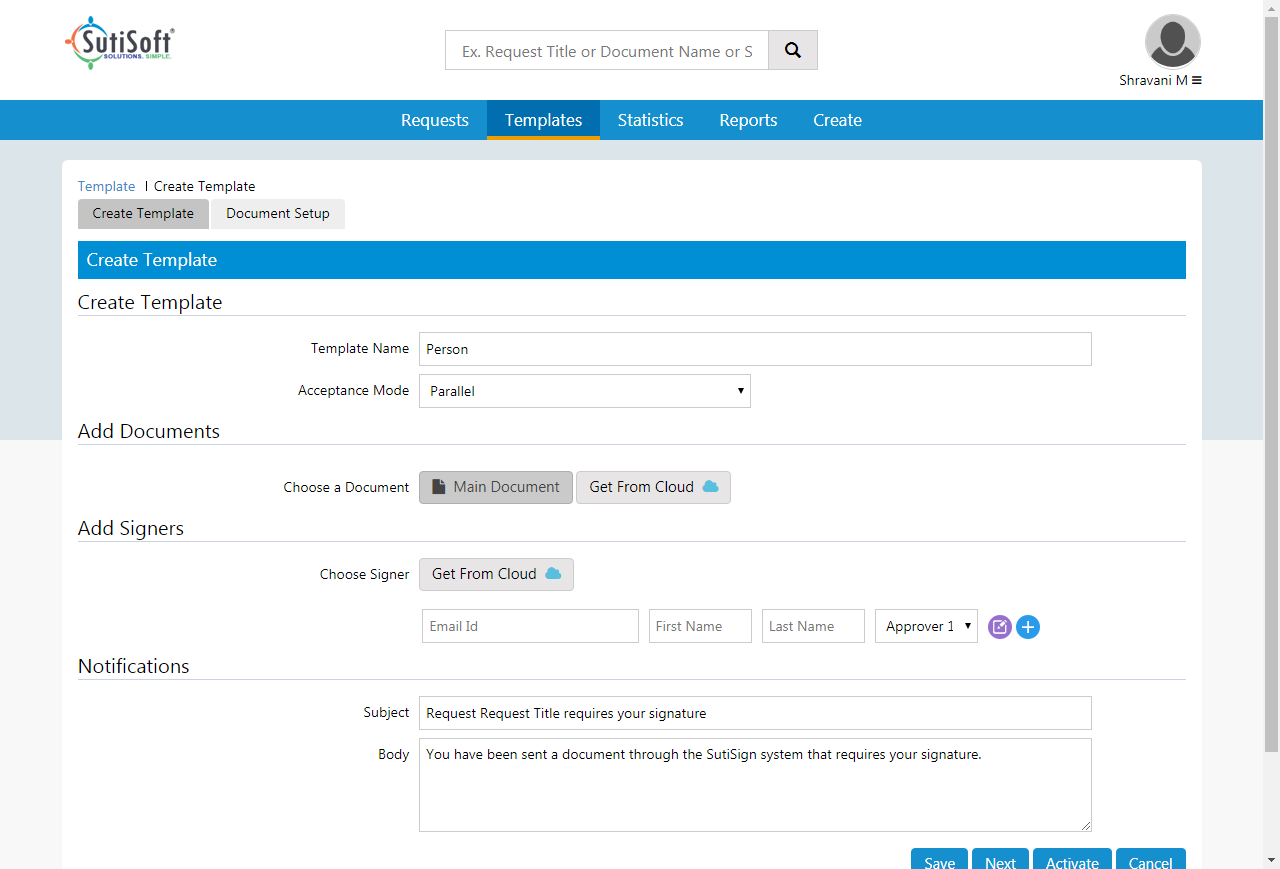 SutiSoft®
SOLUTIONS. SIMPLE.
Ex. Request Title or Document Name or S
Shravani M
Requests Templates Statistics Reports Create
Template | Create Template
Create Template Document Setup
Create Template
Create Template
Template Name Person
Acceptance Mode Parallel
Add Documents
Choose a Document Main Document Get From Cloud
Add Signers
Choose Signer Get From Cloud
Email Id First Name Last Name Approver 1
Notifications
Subject Request Request Title requires your signature
Body You have been sent a document through the SutiSign system that requires your signature.
Save Next Activate Cancel